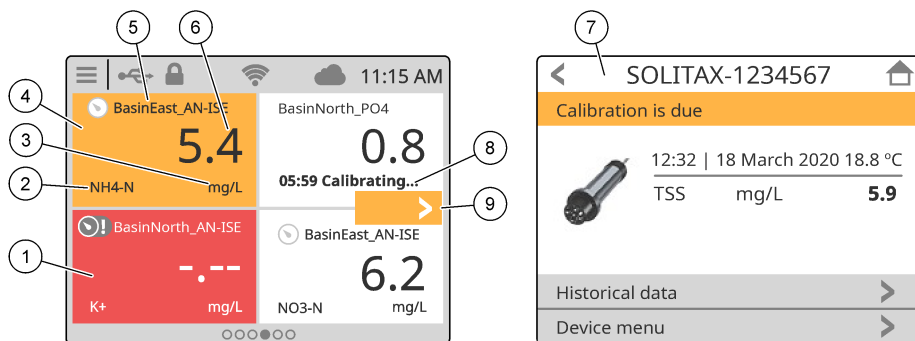 5
6
7
11:15 AM
4
BasinEast_AN-ISE
5.4
3
2
NH4-N
mg/L
BasinNorth_PO4
0.8
05:59 Calibrating...
8
9
BasinNorth_AN-ISE
-.--
1
K+
mg/L
BasinEast_AN-ISE
6.2
NO3-N
mg/L
SOLITAX-1234567
Calibration is due
12:32 | 18 March 2020 18.8 ºC
TSS mg/L 5.9
Historical data
Device menu